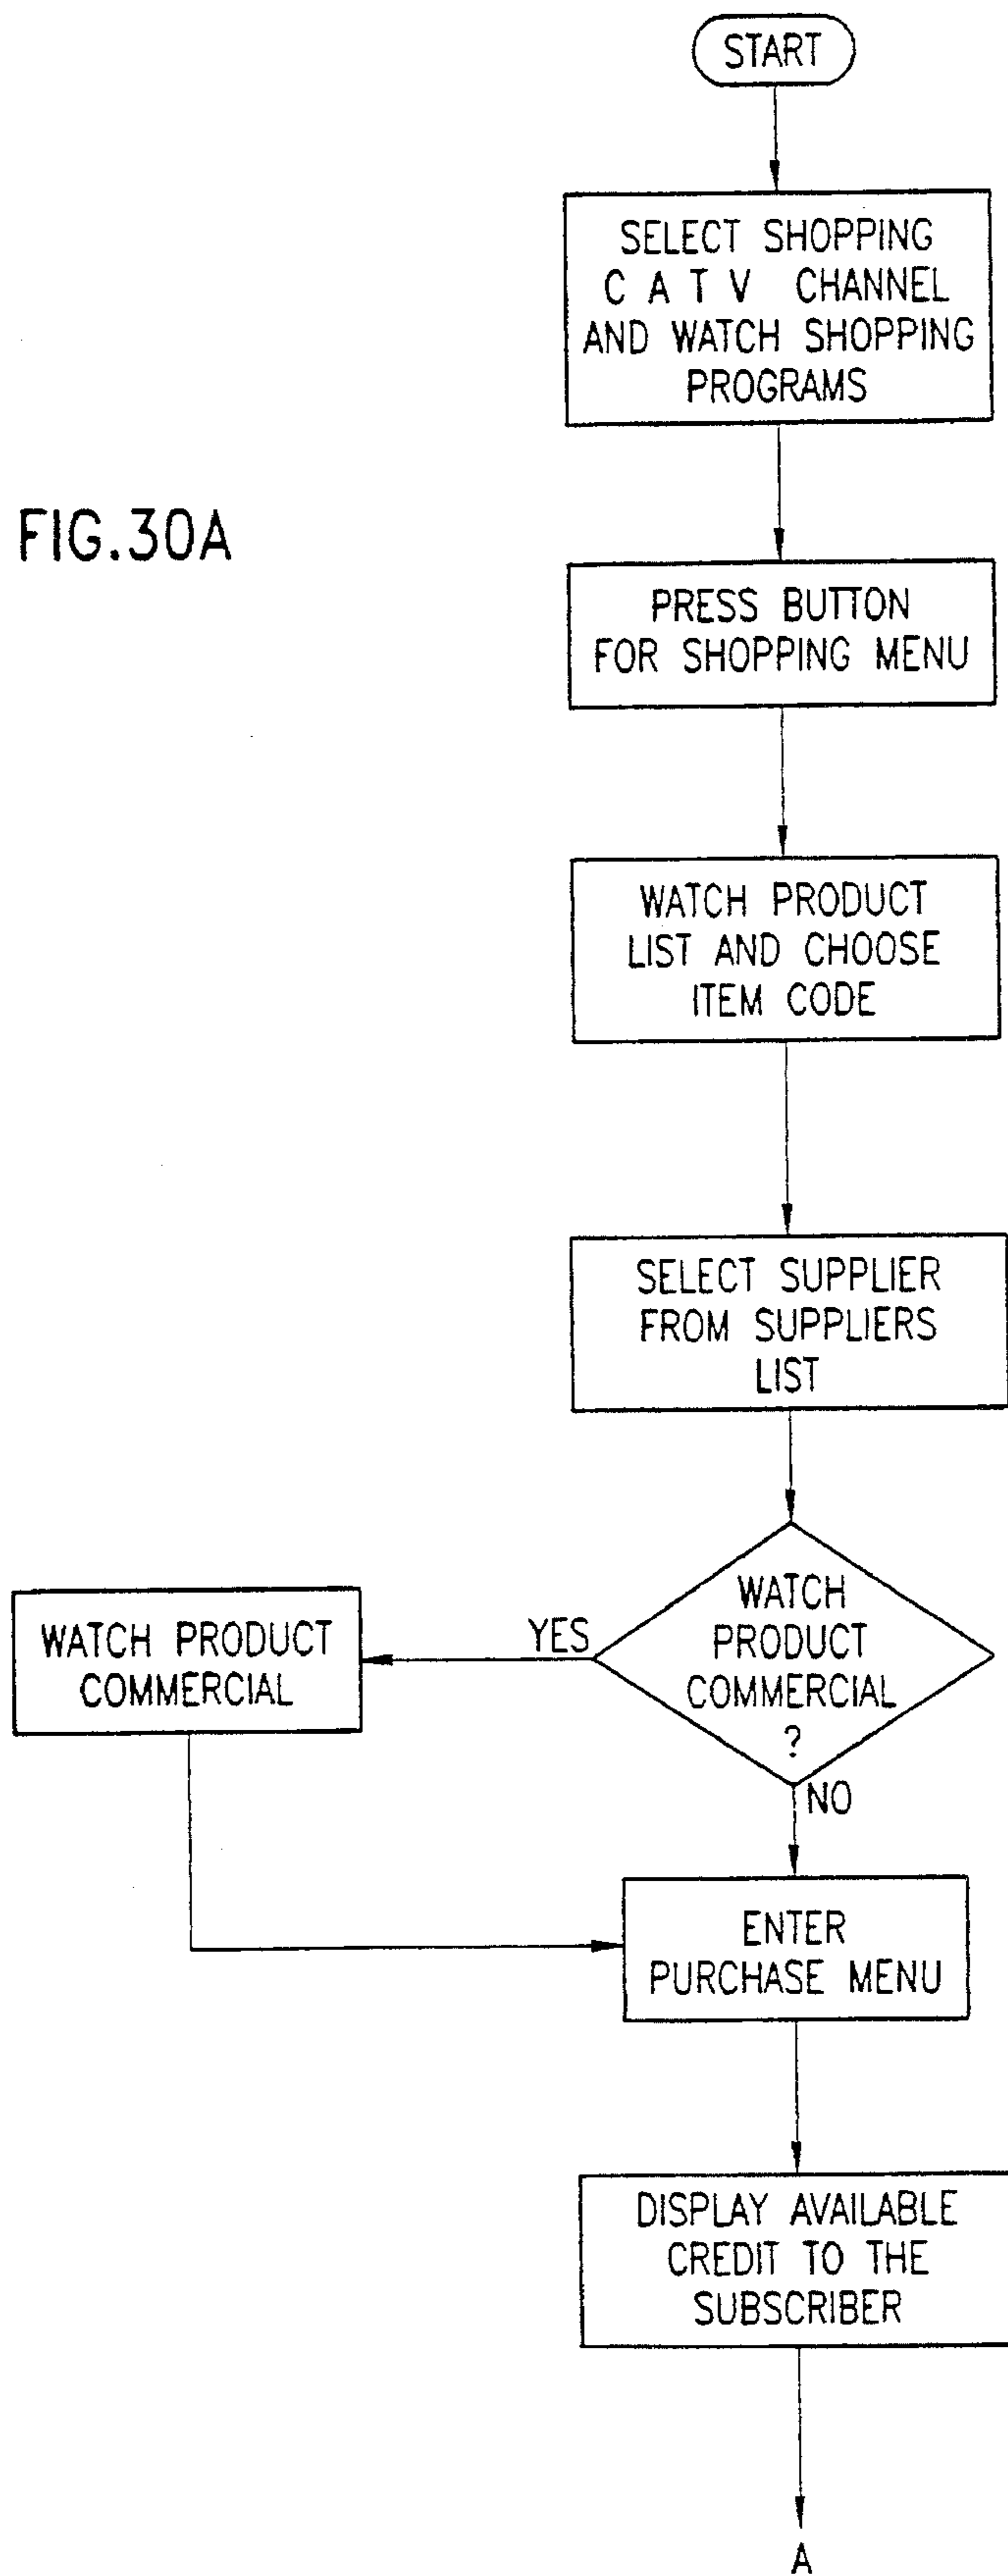 START
SELECT SHOPPING
C A T V CHANNEL
AND WATCH SHOPPING
PROGRAMS
FIG.30A
PRESS BUTTON
FOR SHOPPING MENU
WATCH PRODUCT
LIST AND CHOOSE
ITEM CODE
SELECT SUPPLIER
FROM SUPPLIERS
LIST
WATCH
PRODUCT
COMMERCIAL
?
YES
WATCH PRODUCT
COMMERCIAL
NO
ENTER
PURCHASE MENU
DISPLAY AVAILABLE
CREDIT TO THE
SUBSCRIBER
A